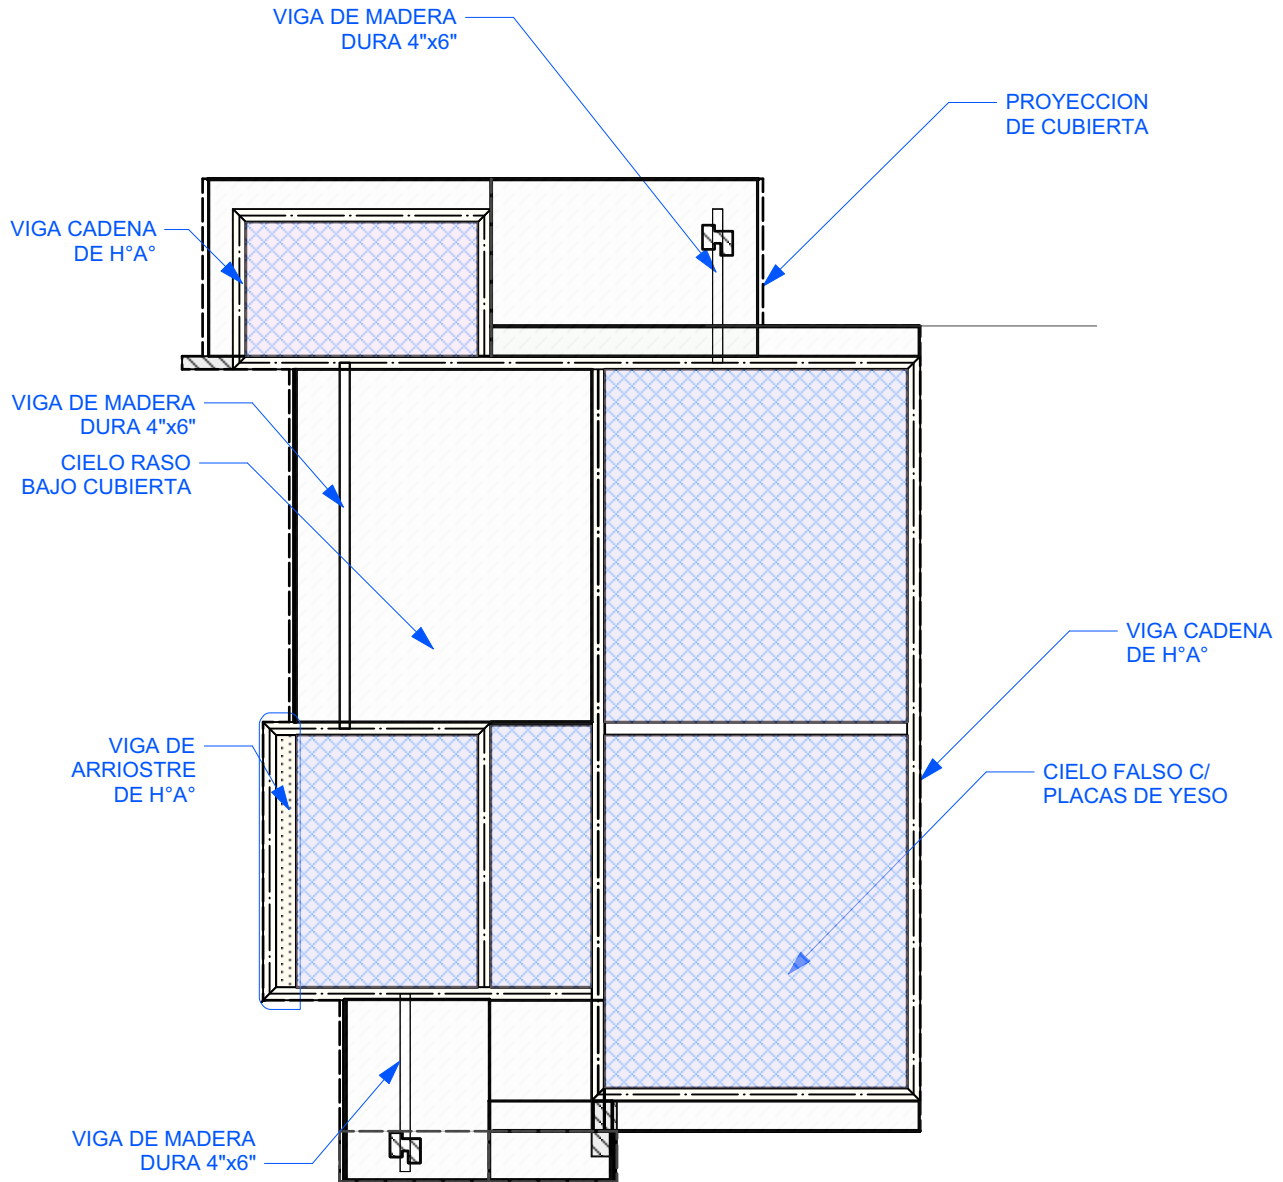 VIGA DE MADERA
DURA 4"x6"
PROYECCION
DE CUBIERTA
VIGA CADENA
DE H°A°
VIGA DE MADERA
DURA 4"x6"
CIELO RASO
BAJO CUBIERTA
VIGA CADENA
DE H°A°
VIGA DE
ARRIOSTRE
DE H°A°
CIELO FALSO C/
PLACAS DE YESO
VIGA DE MADERA
DURA 4"x6"